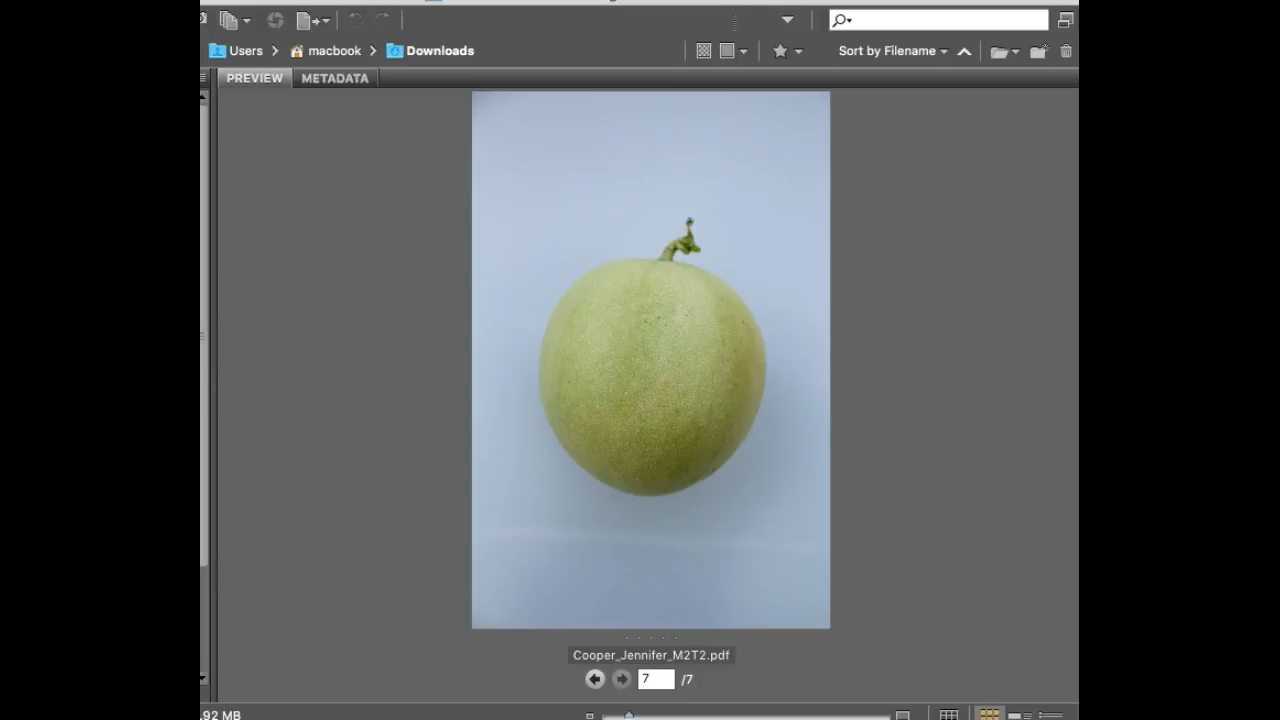 Users macbook Downloads
Sort by Filename
PREVIEW METADATA
Cooper_Jennifer_M2T2.pdf
7 /7
.92 MB